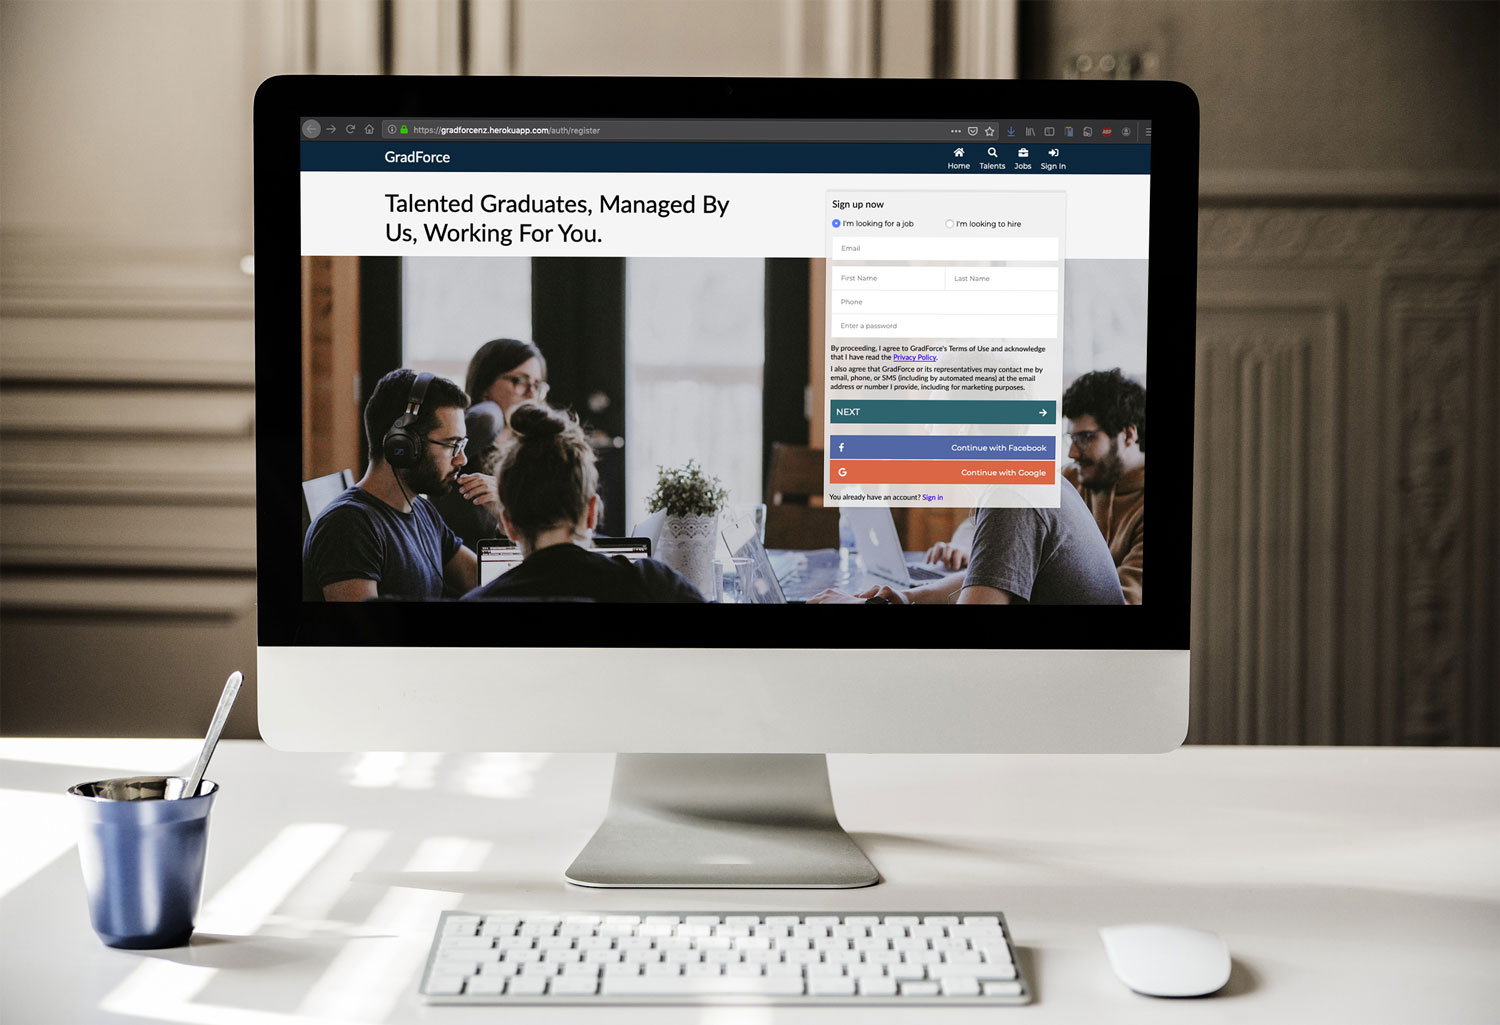 https://gradforcenz.herokuapp.com/auth/register
GradForce
Home Talents Jobs Sign In
Talented Graduates, Managed By
Us, Working For You.
Sign up now
I'm looking for a job I'm looking to hire
Email
First Name Last Name
Phone
Enter a password
By proceeding, I agree to GradForce's Terms of Use and acknowledge
that I have read the Privacy Policy.
I also agree that GradForce or its representatives may contact me by
email, phone, or SMS (including by automated means) at the email
address or number I provide, including for marketing purposes.
NEXT
f Continue with Facebook
G Continue with Google
You already have an account? Sign in